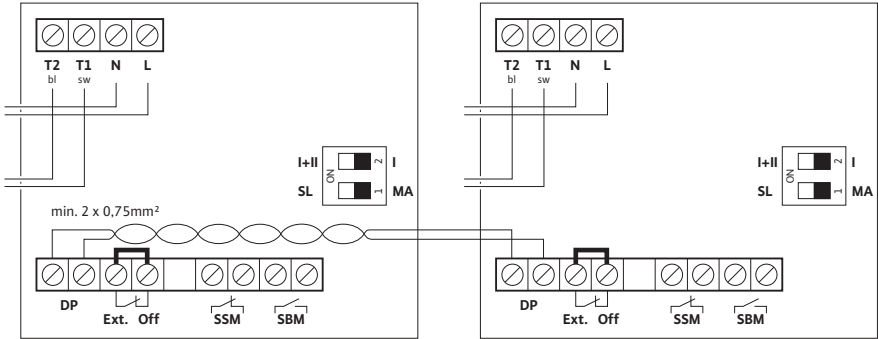 T2 T1 N L
bl sw
I+II ON 2 I
SL 1 MA
min. 2 x 0,75mm²
DP
Ext. Off SSM SBM
T2 T1 N L
bl sw
I+II ON 2 I
SL 1 MA
DP
Ext. Off SSM SBM